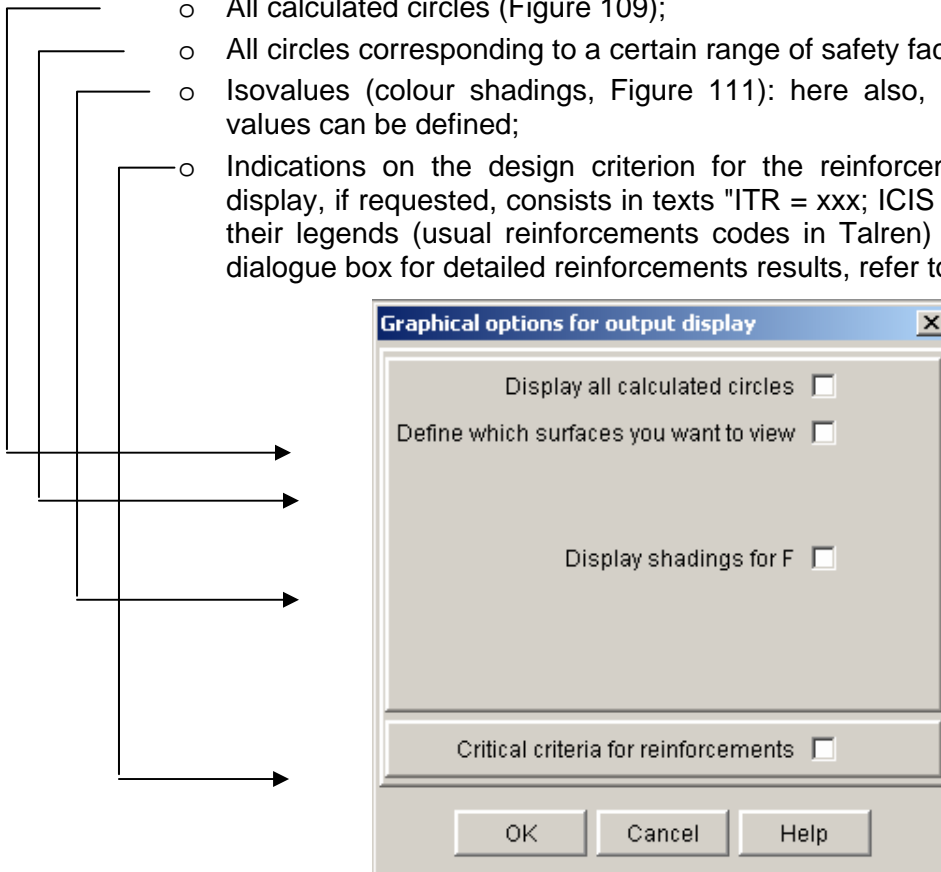 o All calculated circles (Figure 109);
o All circles corresponding to a certain range of safety
o Isovalues (colour shadings, Figure 111): here also,
values can be defined;
o Indications on the design criterion for the
display, if requested, consists in texts "ITR = xxx; ICIS
their legends (usual reinforcements codes in Talren)
dialogue box for detailed reinforcements results, refer to
Graphical options for output display
Display all calculated circles
Define which surfaces you want to view
Display shadings for F
Critical criteria for reinforcements
OK Cancel Help